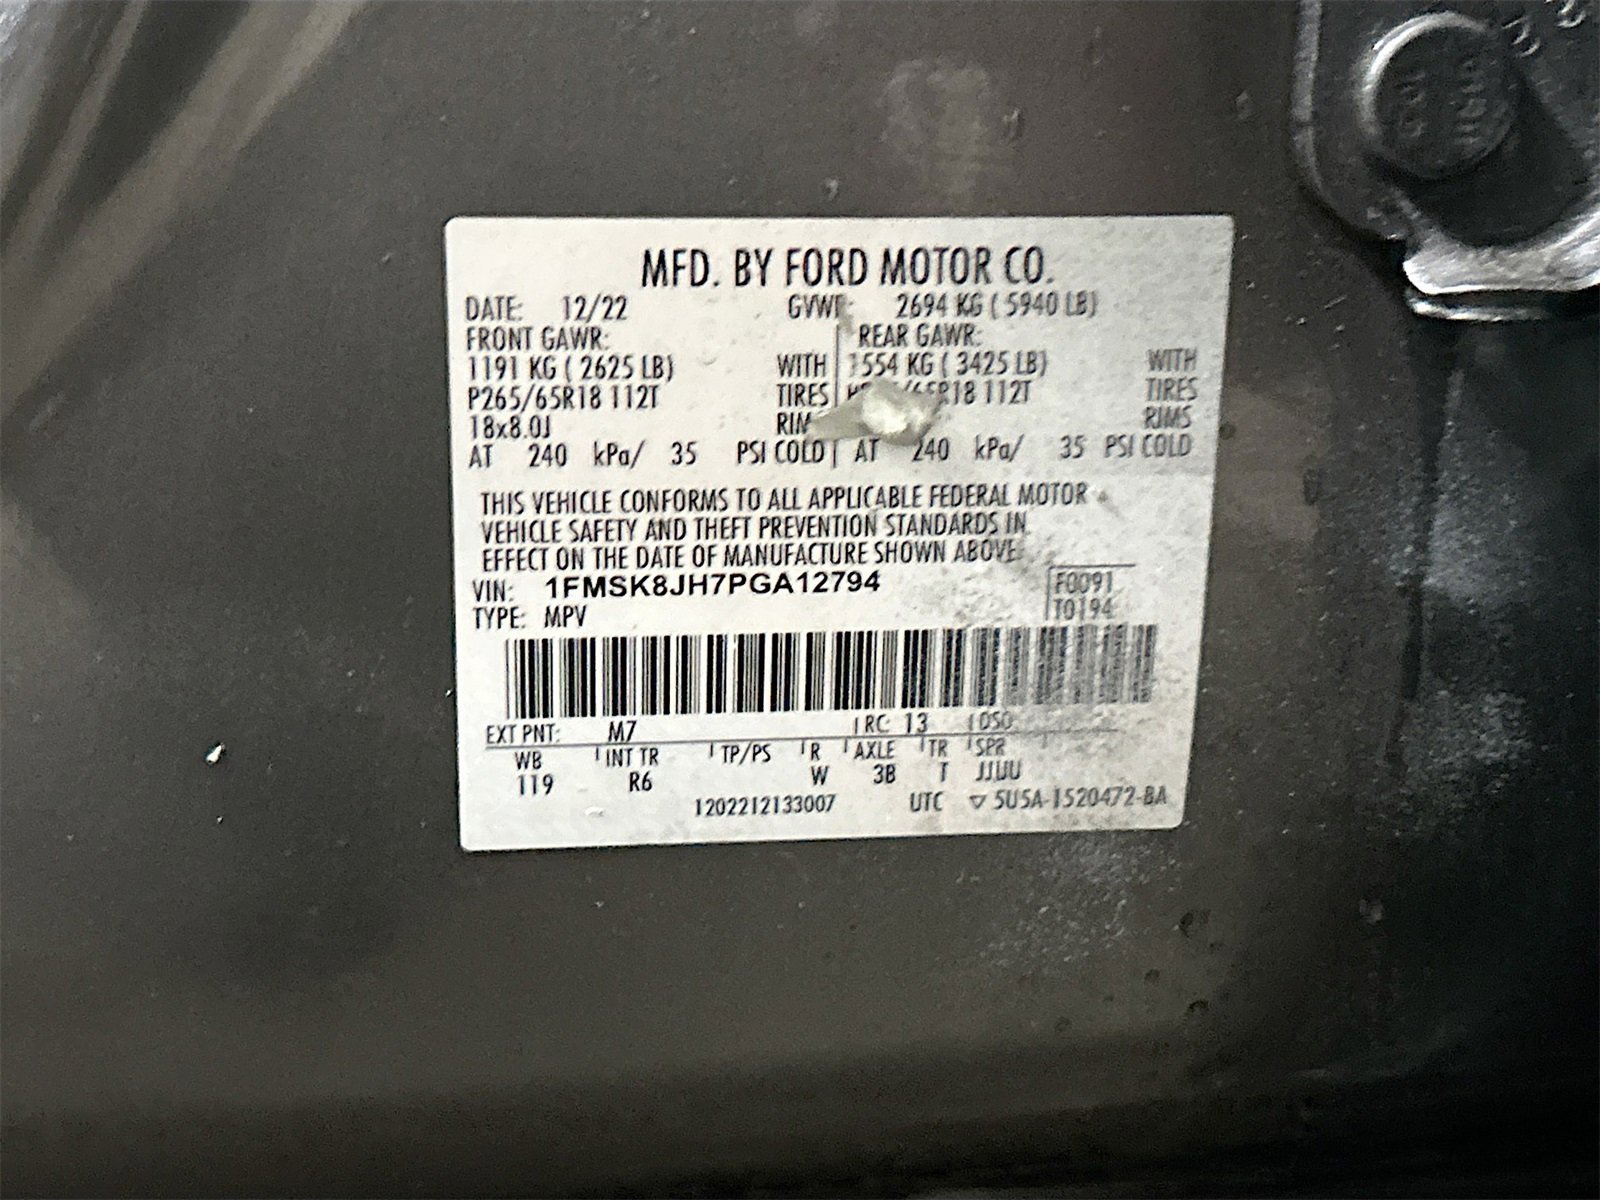 MFD. BY FORD MOTOR CO.
DATE: 12/22 GVWR: 2694 KG ( 5940 LB)
FRONT GAWR: REAR GAWR:
1191 KG ( 2625 LB) WITH 1554 KG ( 3425 LB) WITH
P265/65R18 112T TIRES /65R18 112T TIRES
18x8.0J RIMS
AT 240 kPa/ 35 PSI COLD AT 240 kPa/ 35 PSI COLD
THIS VEHICLE CONFORMS TO ALL APPLICABLE FEDERAL MOTOR
VEHICLE SAFETY AND THEFT PREVENTION STANDARDS IN
EFFECT ON THE DATE OF MANUFACTURE SHOWN ABOVE.
VIN: 1FMSK8JH7PGA12794 F0091
TYPE: MPV T0194
EXT PNT: M7 RC: 13 DSO:
WB INT TR TP/PS R AXLE TR SPR
119 R6 W 3B T JJUU
1202212133007 UTC ▽ 5U5A-1520472-BA